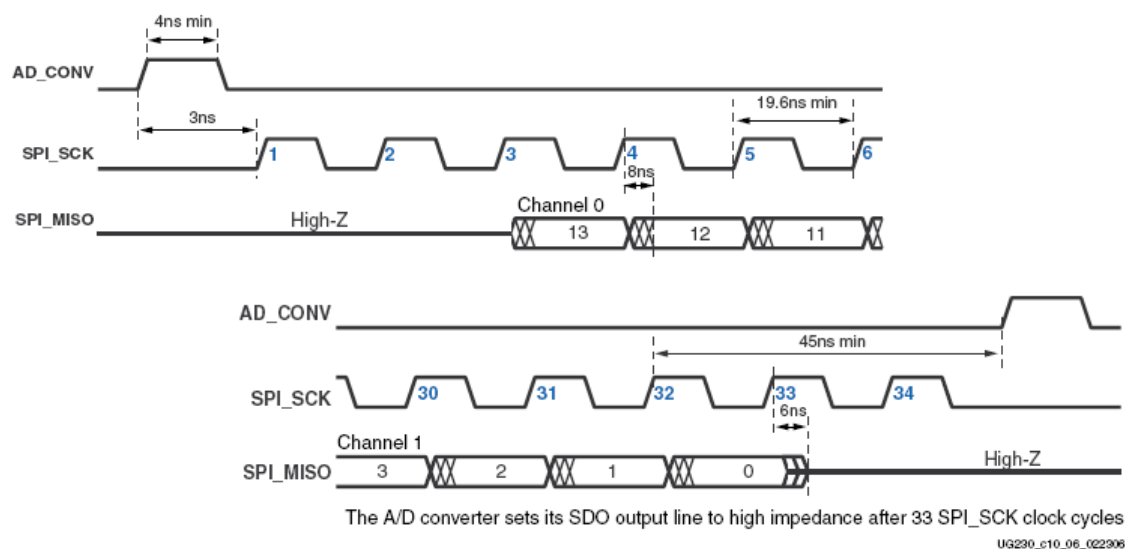 4ns min
AD_CONV
3ns
19.6ns min
SPI_SCK
1 2 3 4 5 6
8ns
Channel 0
SPI_MISO
High-Z
13 12 11
AD_CONV
45ns min
SPI_SCK
30 31 32 33 34
6ns
Channel 1
SPI_MISO
3 2 1 0
High-Z
The A/D converter sets its SDO output line to high impedance after 33 SPI_SCK clock cycles
UG230_c10_06_022306